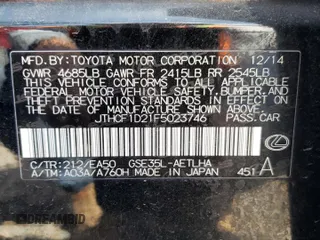 MFD.BY:TOYOTA MOTOR CORPORATION 12/14
GVWR 4685LB GAWR FR 2415LB RR 2545LB
THIS VEHICLE CONFORMS TO ALL APPLICABLE
FEDERAL MOTOR VEHICLE SAFETY, BUMPER, AND
THEFT PREVENTION STANDARDS IN EFFECT ON
THE DATE OF MANUFACTURE SHOWN ABOVE.
JTHCF1D21F5023746 PASS.CAR
C/TR:212/EA50 GSE35L-AETLHA
A/TM:A03A/A760H MADE IN JAPAN 451 A